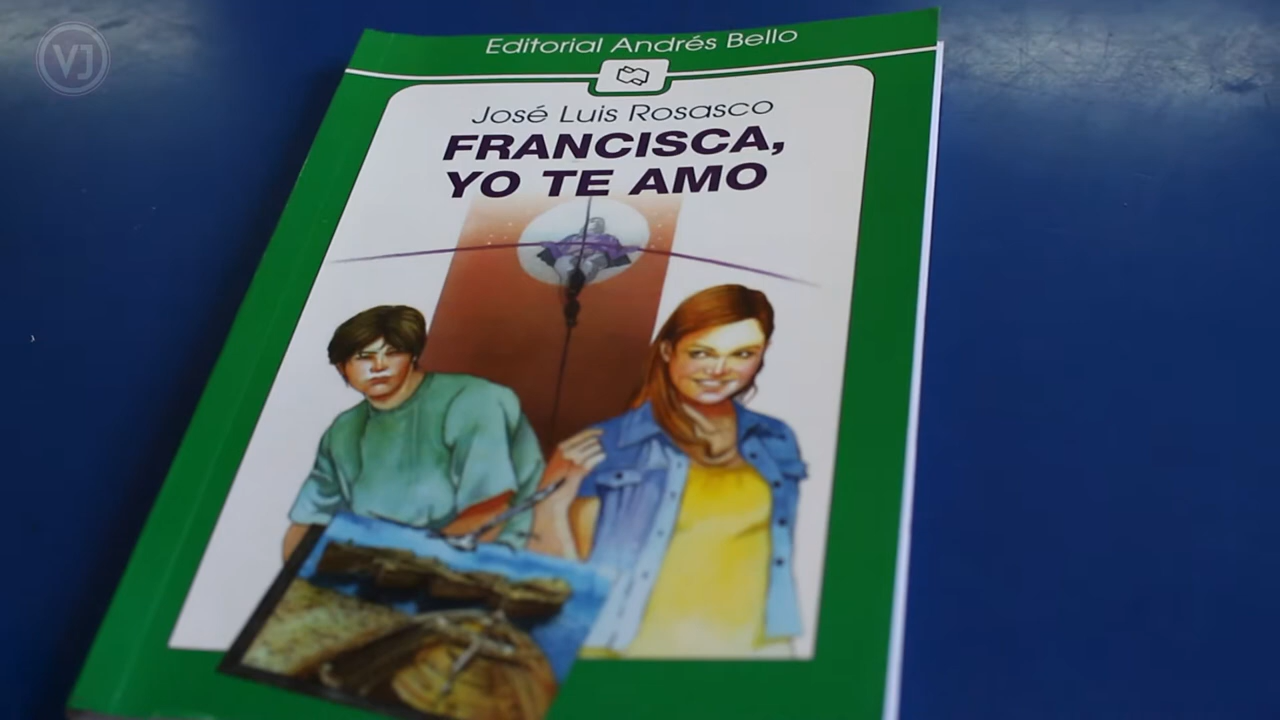 VJ
Editorial Andrés Bello
José Luis Rosasco
FRANCISCA,
YO TE AMO